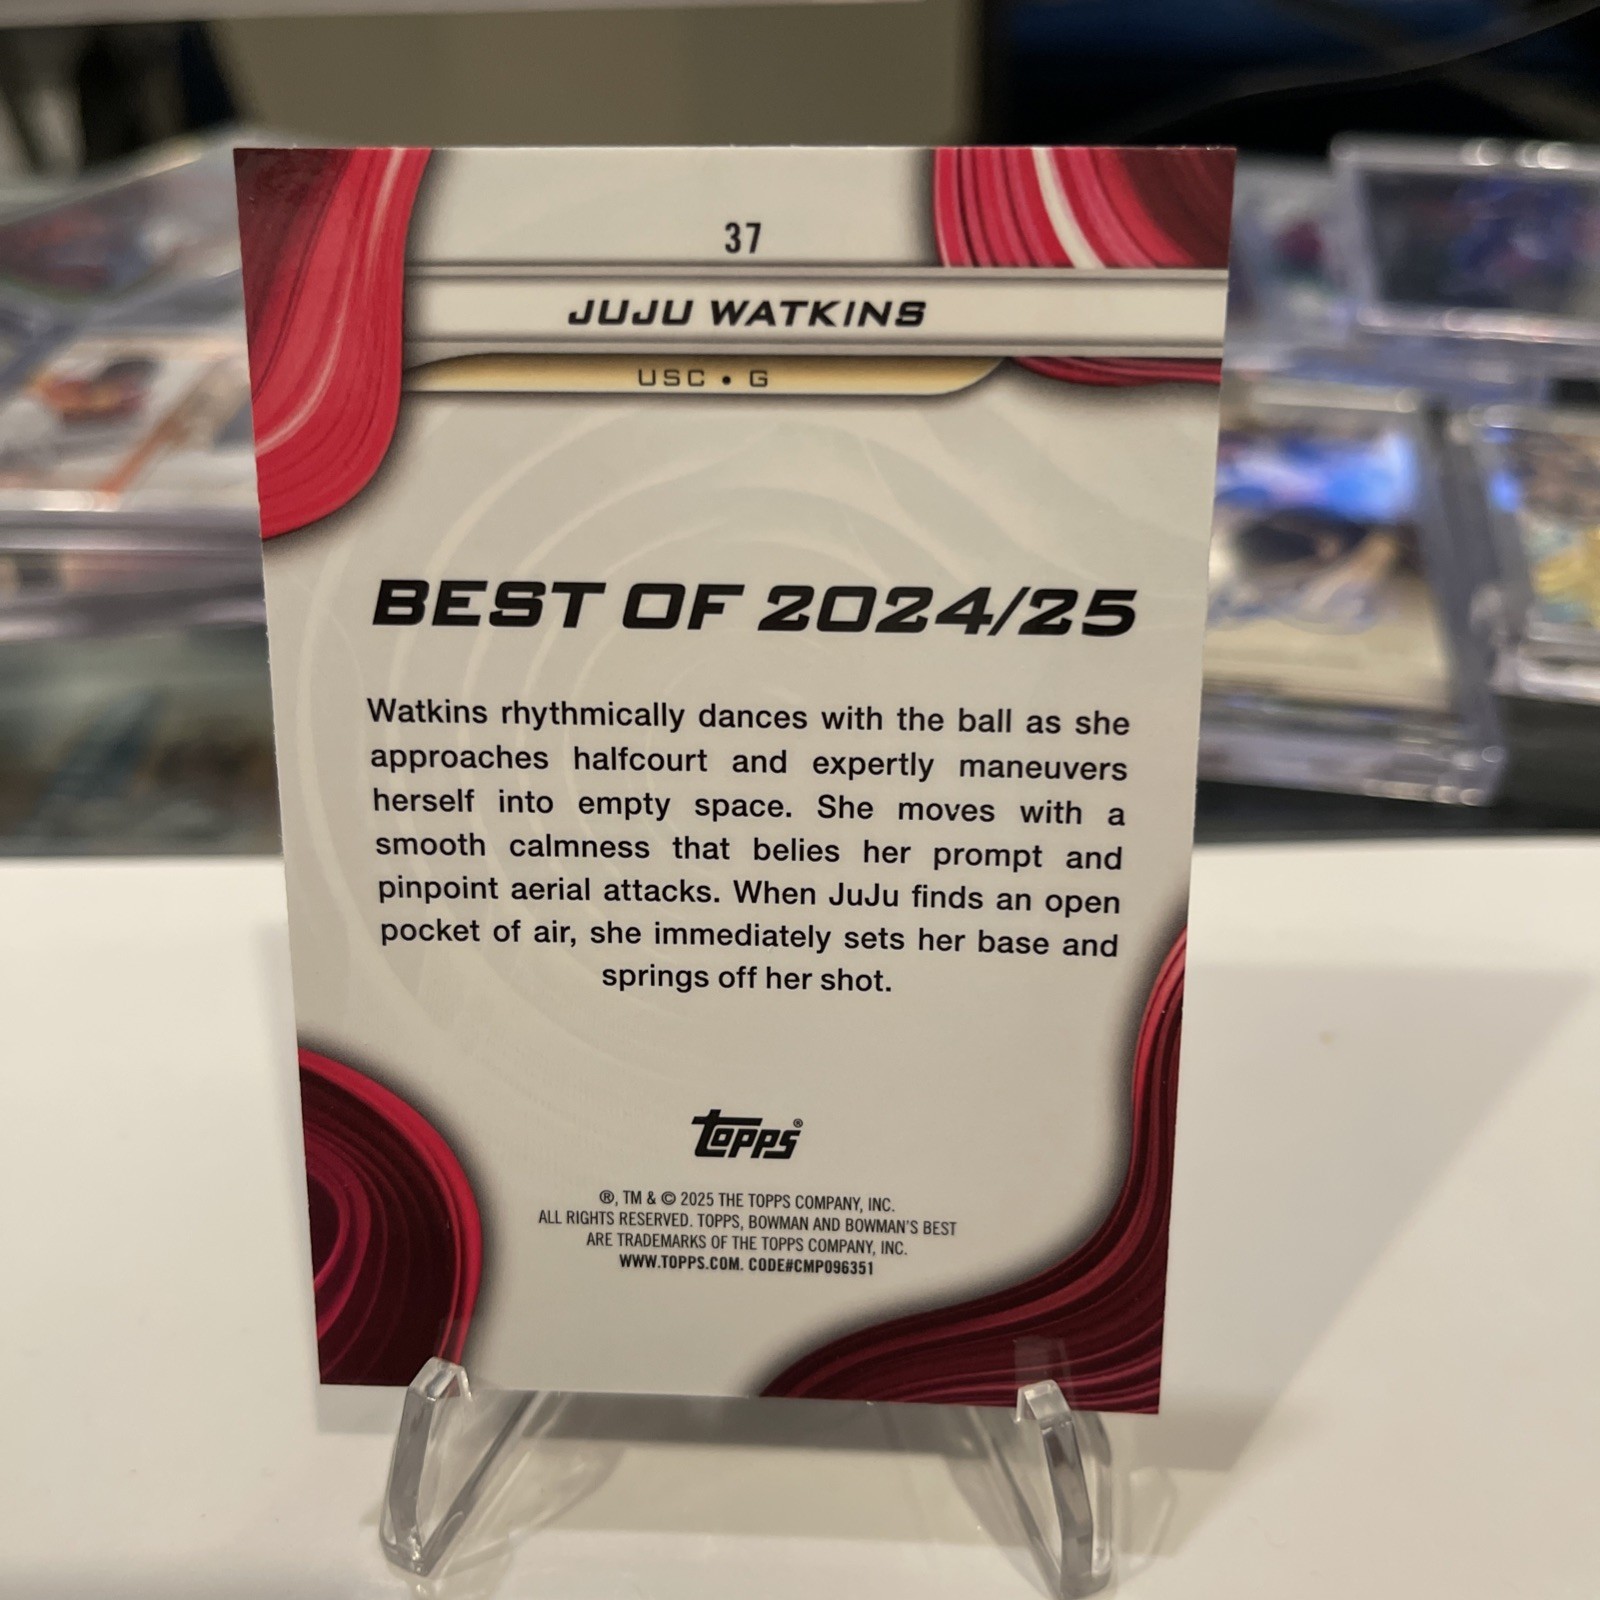 37
JUJU WATKINS
USC • G
BEST OF 2024/25
Watkins rhythmically dances with the ball as she
approaches halfcourt and expertly maneuvers
herself into empty space. She moves with a
smooth calmness that belies her prompt and
pinpoint aerial attacks. When JuJu finds an open
pocket of air, she immediately sets her base and
springs off her shot.
topps®
®, TM & © 2025 THE TOPPS COMPANY, INC.
ALL RIGHTS RESERVED. TOPPS, BOWMAN AND BOWMAN'S BEST
ARE TRADEMARKS OF THE TOPPS COMPANY, INC.
WWW.TOPPS.COM. CODE#CMP096351